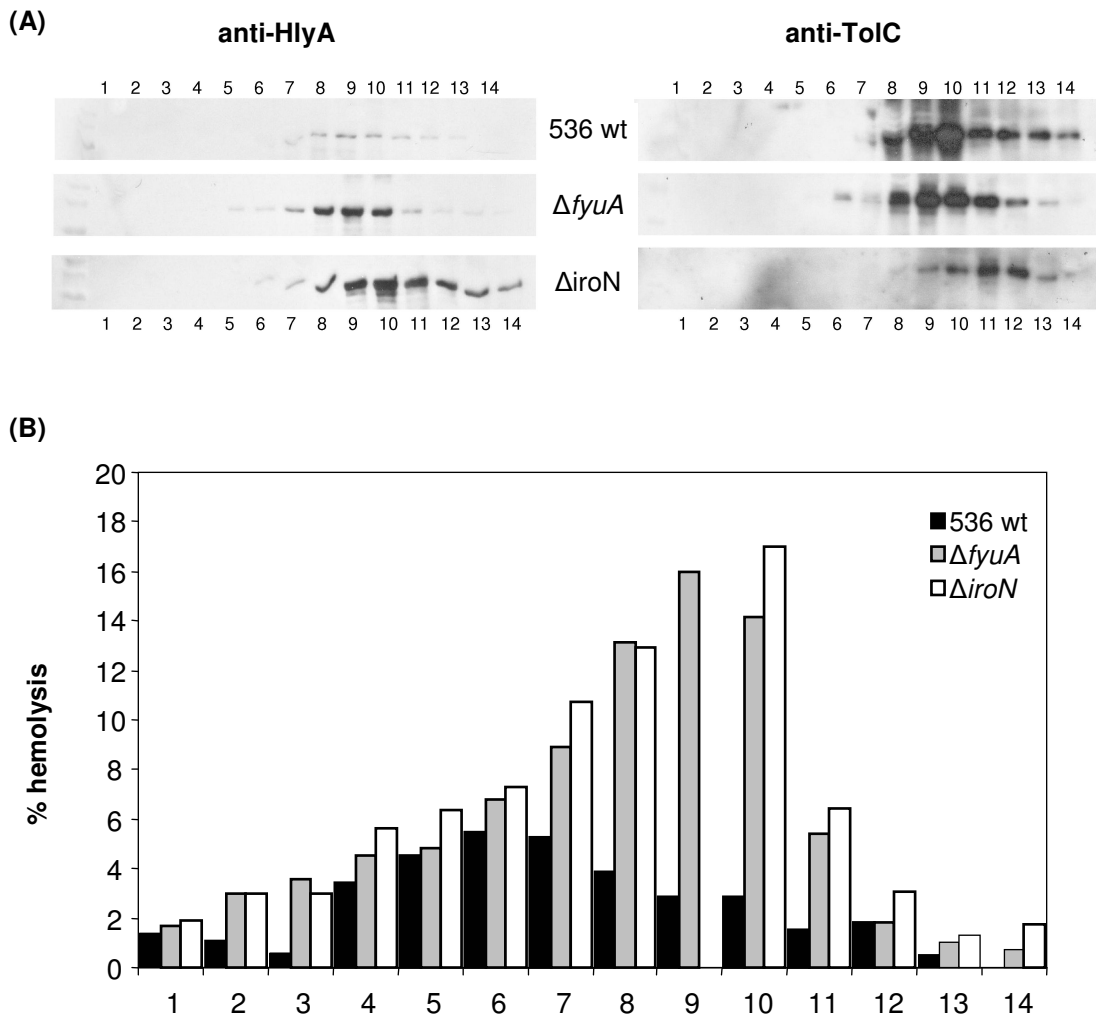 (A)
anti-HlyA
anti-TolC
1 2 3 4 5 6 7 8 9 10 11 12 13 14
1 2 3 4 5 6 7 8 9 10 11 12 13 14
536 wt
ΔfyuA
ΔiroN
1 2 3 4 5 6 7 8 9 10 11 12 13 14
1 2 3 4 5 6 7 8 9 10 11 12 13 14
(B)
20
18
16
14
12
10
8
6
4
2
0
% hemolysis
536 wt
ΔfyuA
ΔiroN
1 2 3 4 5 6 7 8 9 10 11 12 13 14